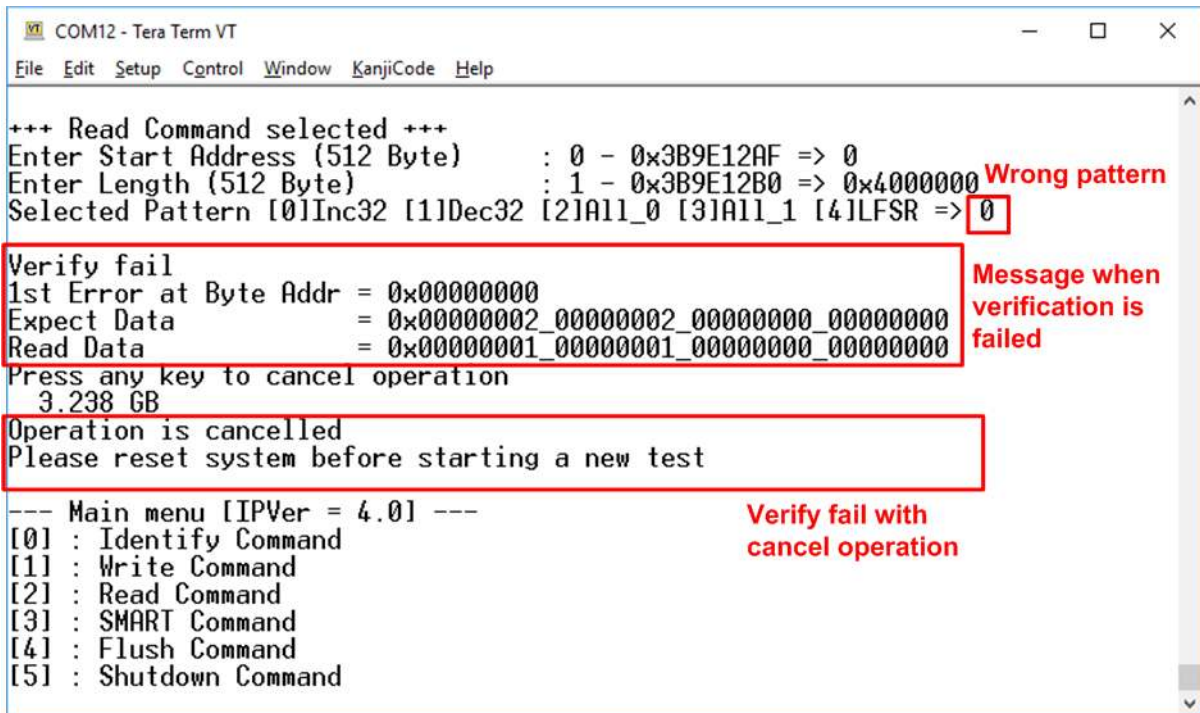 COM12 - Tera Term VT
File Edit Setup Control Window KanjiCode Help
+++ Read Command selected +++
Enter Start Address (512 Byte) : 0 - 0x3B9E12AF => 0
Enter Length (512 Byte) : 1 - 0x3B9E12B0 => 0x4000000
Wrong pattern
Selected Pattern [0]Inc32 [1]Dec32 [2]All_0 [3]All_1 [4]LFSR => 0
Verify fail
1st Error at Byte Addr = 0x00000000
Expect Data = 0x00000002_00000002_00000000_00000000
Read Data = 0x00000001_00000001_00000000_00000000
Message when
verification is
failed
Press any key to cancel operation
3.238 GB
Operation is cancelled
Please reset system before starting a new test
Verify fail with
cancel operation
--- Main menu [IPVer = 4.0] ---
[0] : Identify Command
[1] : Write Command
[2] : Read Command
[3] : SMART Command
[4] : Flush Command
[5] : Shutdown Command